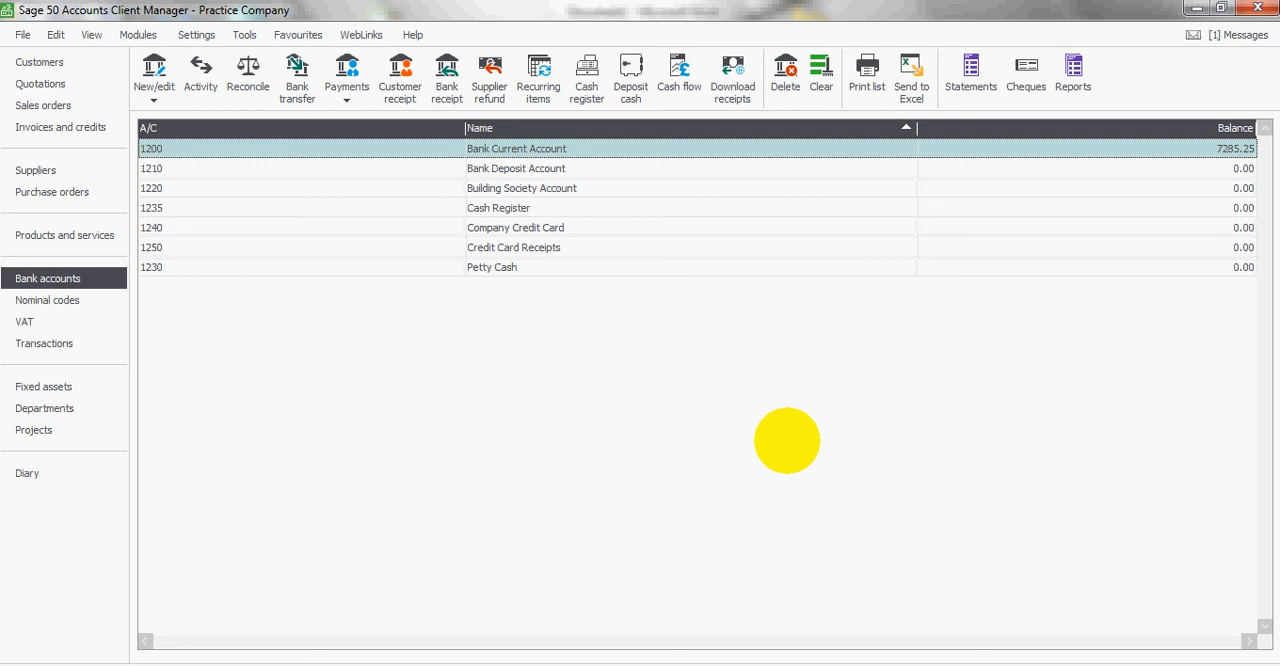 Sage 50 Accounts Client Manager - Practice Company
File Edit View Modules Settings Tools Favourites WebLinks Help [1] Messages
Customers
Quotations
Sales orders
Invoices and credits
Suppliers
Purchase orders
Products and services
Bank accounts
Nominal codes
VAT
Transactions
Fixed assets
Departments
Projects
Diary
New/edit
Activity
Reconcile
Bank
transfer
Payments
Customer
receipt
Bank
receipt
Supplier
refund
Recurring
items
Cash
register
Deposit
cash
Cash flow
Download
receipts
Delete
Clear
Print list
Send to
Excel
Statements
Cheques
Reports
A/C Name Balance
1200 Bank Current Account 7285.25
1210 Bank Deposit Account 0.00
1220 Building Society Account 0.00
1235 Cash Register 0.00
1240 Company Credit Card 0.00
1250 Credit Card Receipts 0.00
1230 Petty Cash 0.00